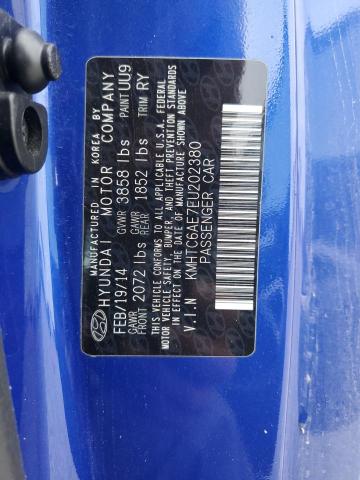 MANUFACTURED IN KOREA BY
HYUNDAI MOTOR COMPANY
FEB/19/14 GVWR 3858 lbs PAINT UU9
GAWR FRONT 2072 lbs GAWR REAR 1852 lbs TRIM RY
THIS VEHICLE CONFORMS TO ALL APPLICABLE U.S.A. FEDERAL
MOTOR VEHICLE SAFETY, BUMPER, AND THEFT PREVENTION STANDARDS
IN EFFECT ON THE DATE OF MANUFACTURE SHOWN ABOVE.
V.I.N KMHTC6AE7EU202380
PASSENGER CAR